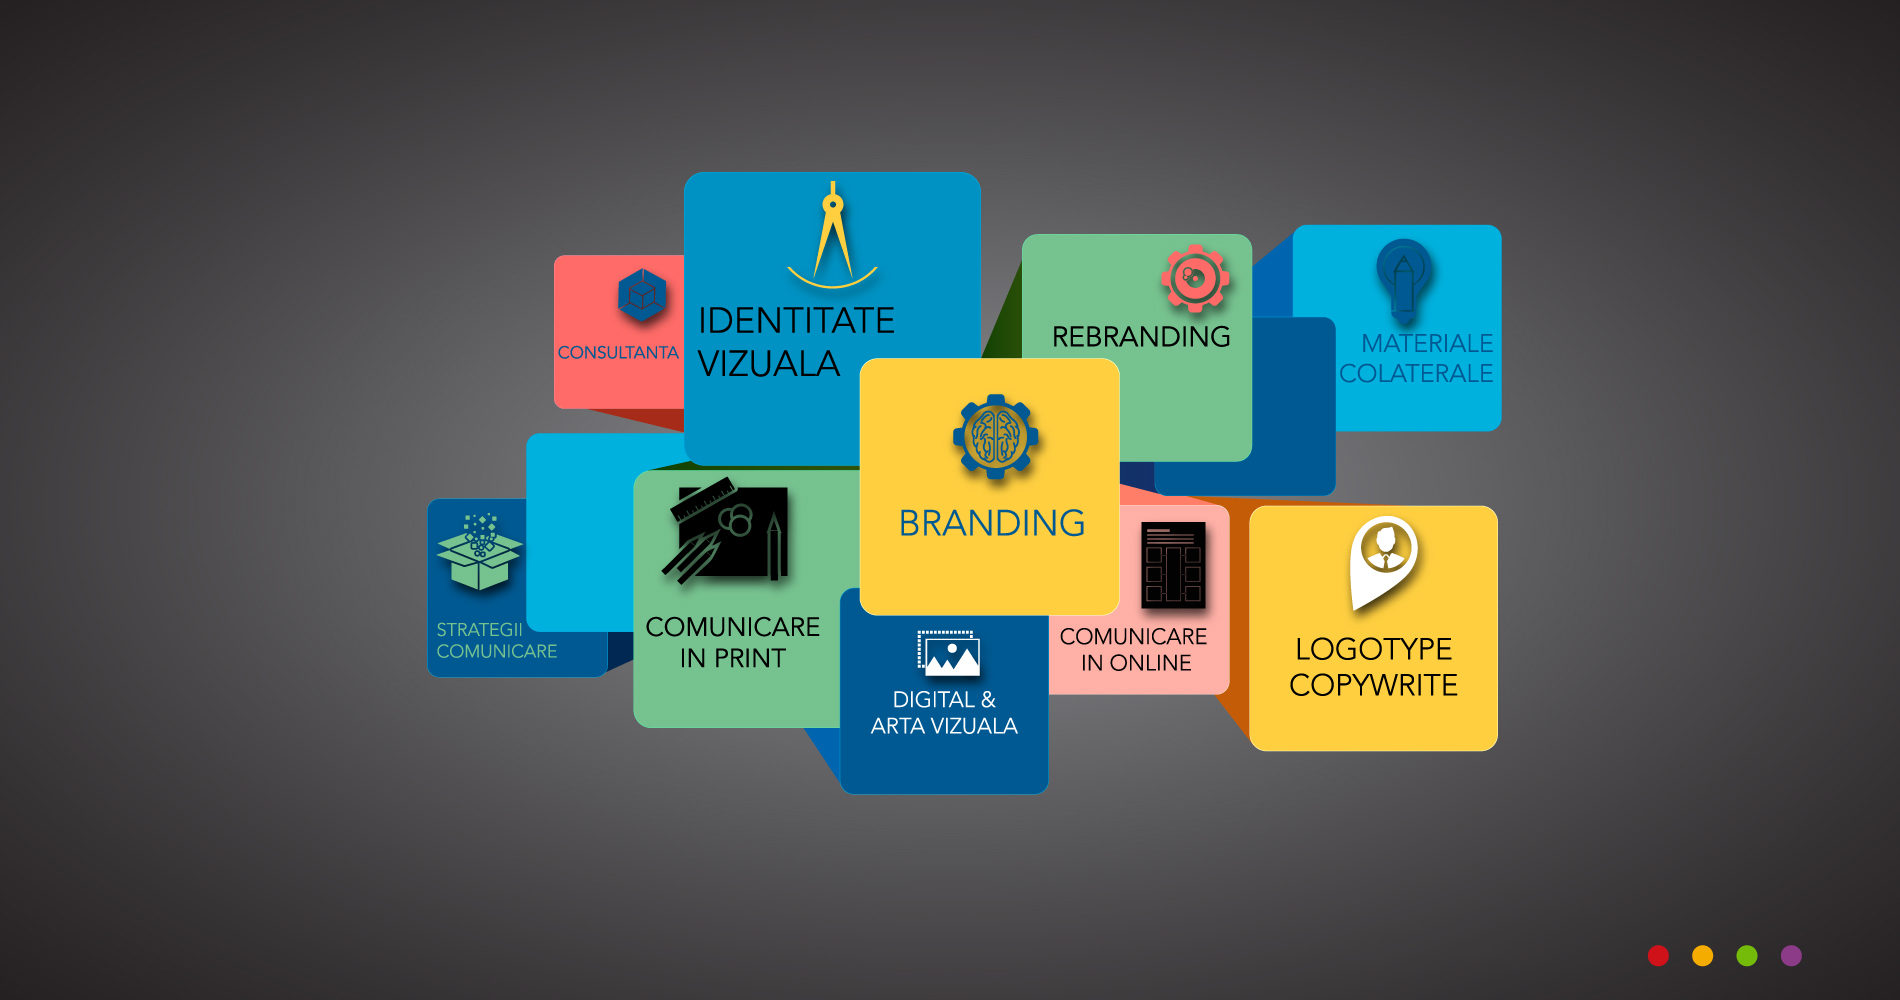 IDENTITATE
VIZUALA
CONSULTANTA
REBRANDING
MATERIALE
COLATERALE
BRANDING
STRATEGII
COMUNICARE
COMUNICARE
IN PRINT
DIGITAL &
ARTA VIZUALA
COMUNICARE
IN ONLINE
LOGOTYPE
COPYWRITE